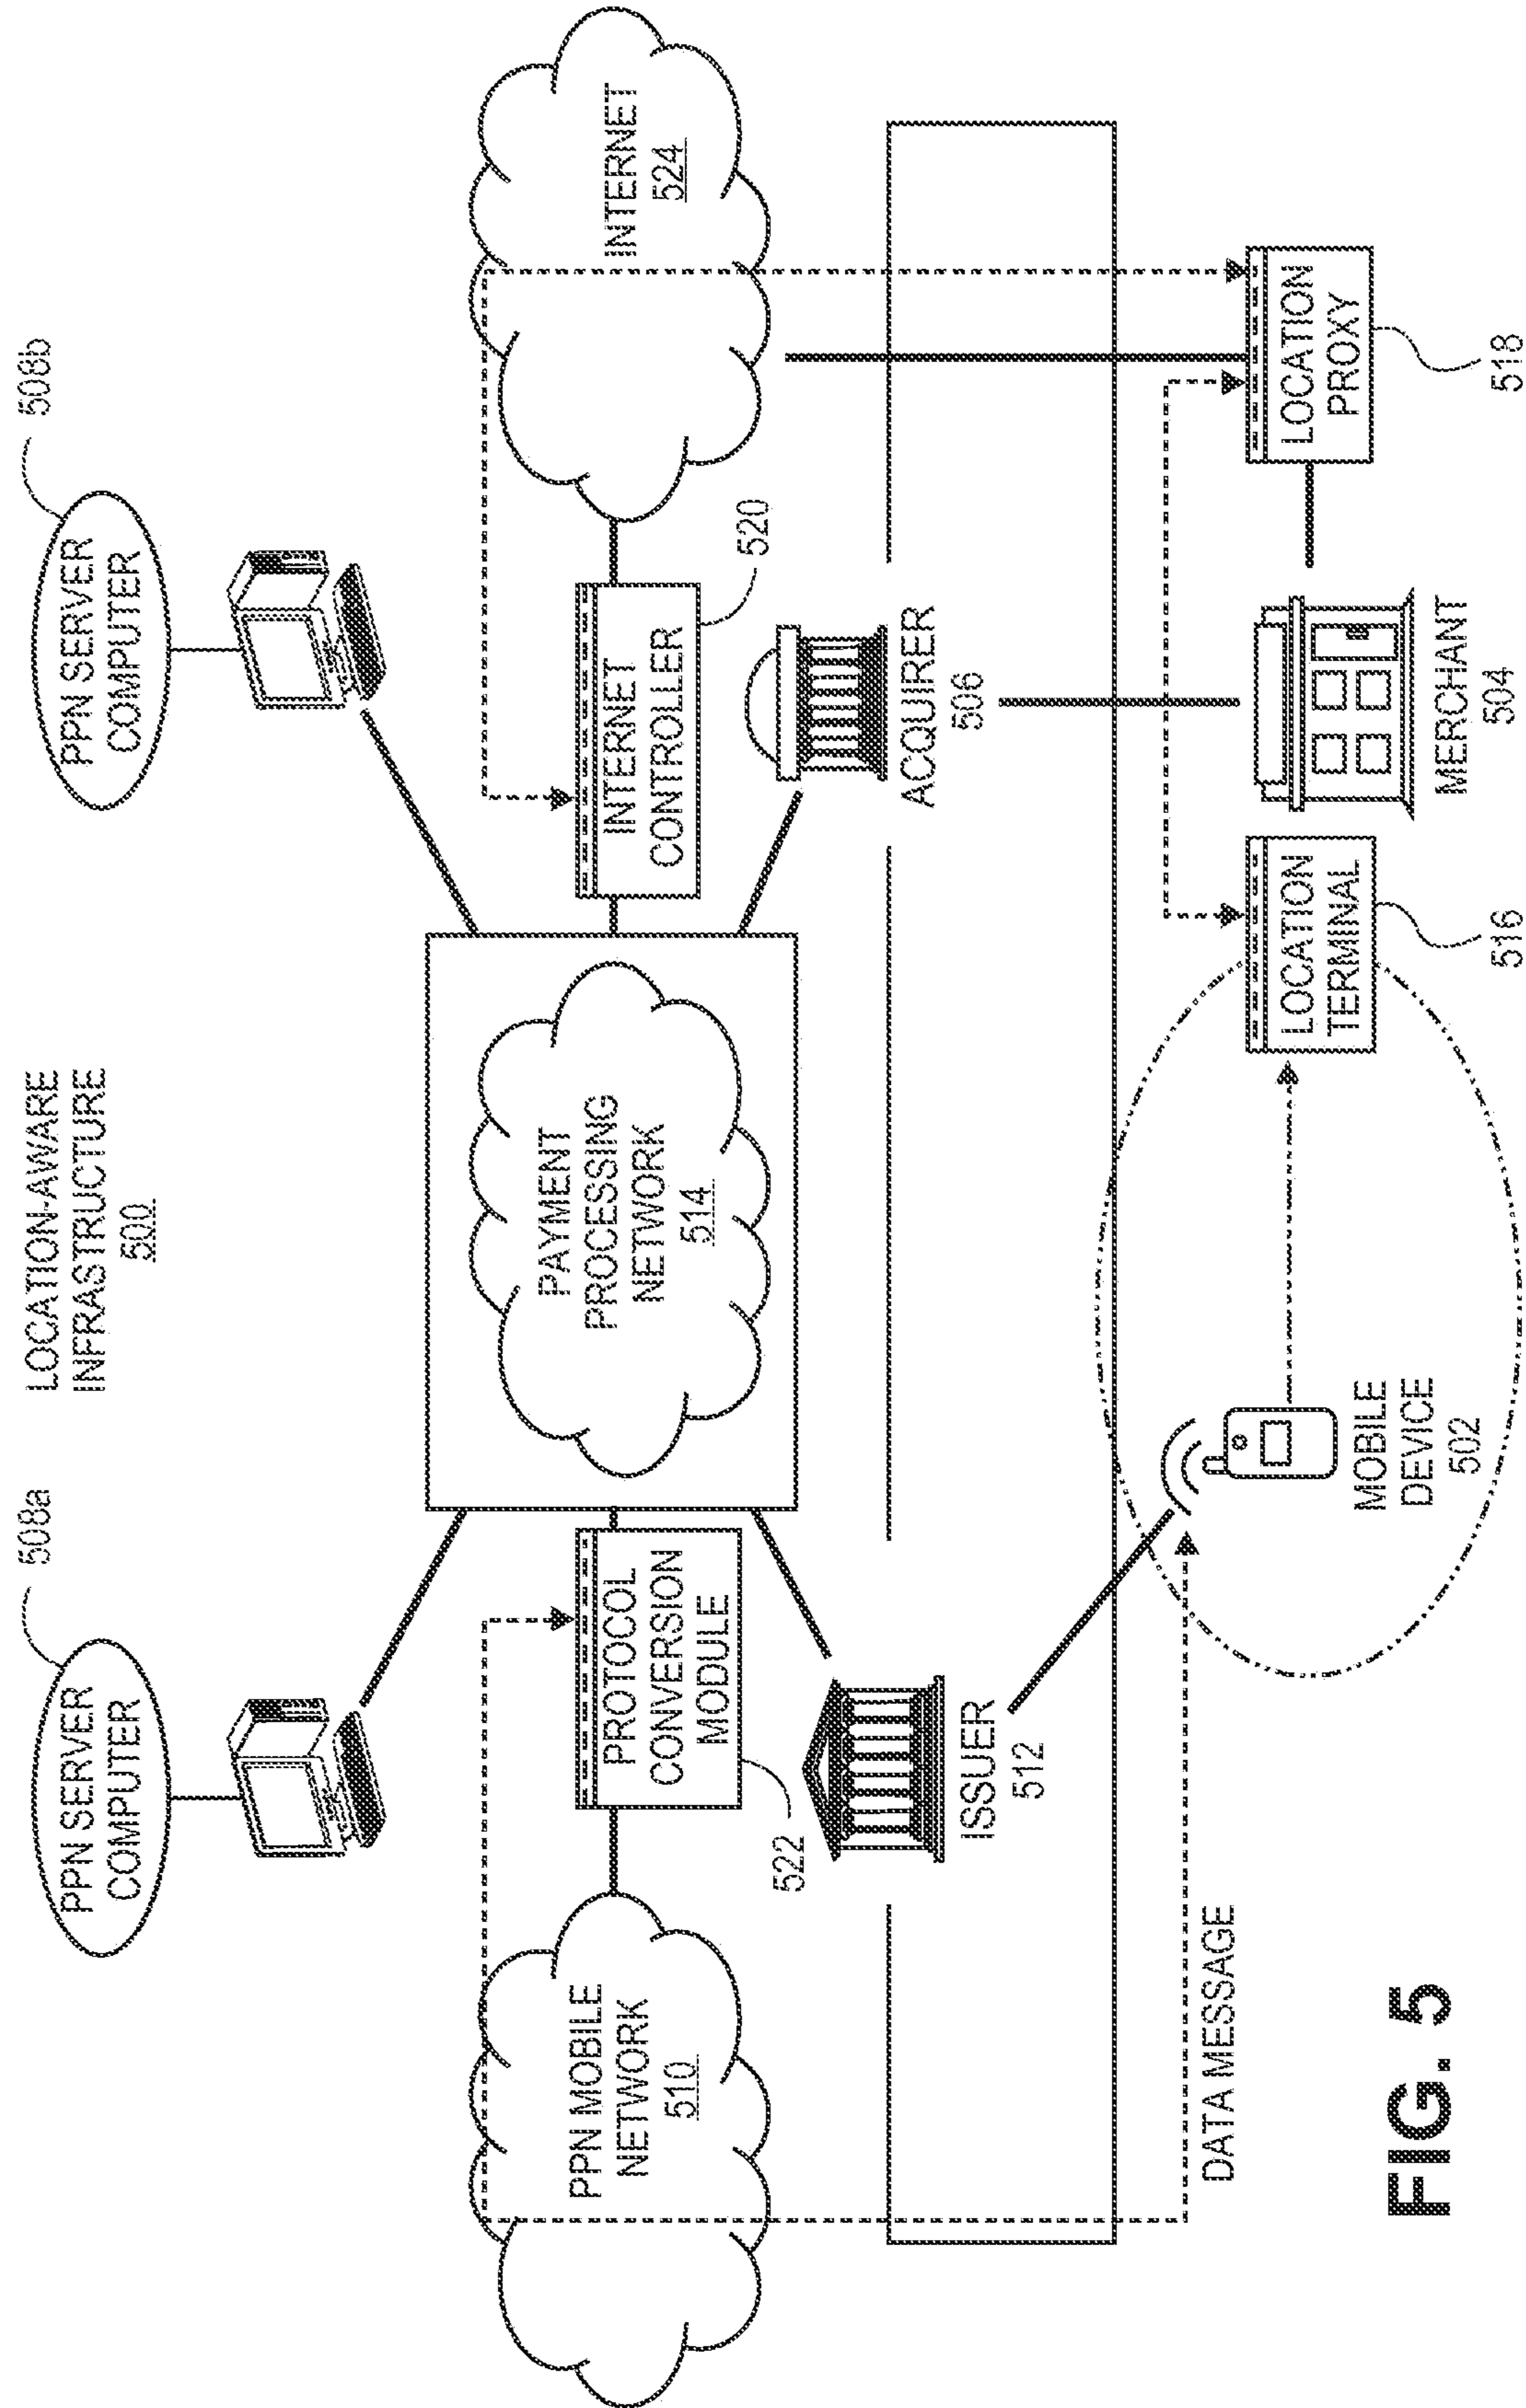 LOCATION-AWARE
INFRASTRUCTURE
500
508a
PPN SERVER
COMPUTER
508b
PPN SERVER
COMPUTER
PPN MOBILE
NETWORK
510
PROTOCOL
CONVERSION
MODULE
522
PAYMENT
PROCESSING
NETWORK
514
INTERNET
CONTROLLER
520
INTERNET
524
ISSUER
512
ACQUIRER
506
DATA MESSAGE
MOBILE
DEVICE
502
LOCATION
TERMINAL
516
MERCHANT
504
LOCATION
PROXY
518
FIG. 5